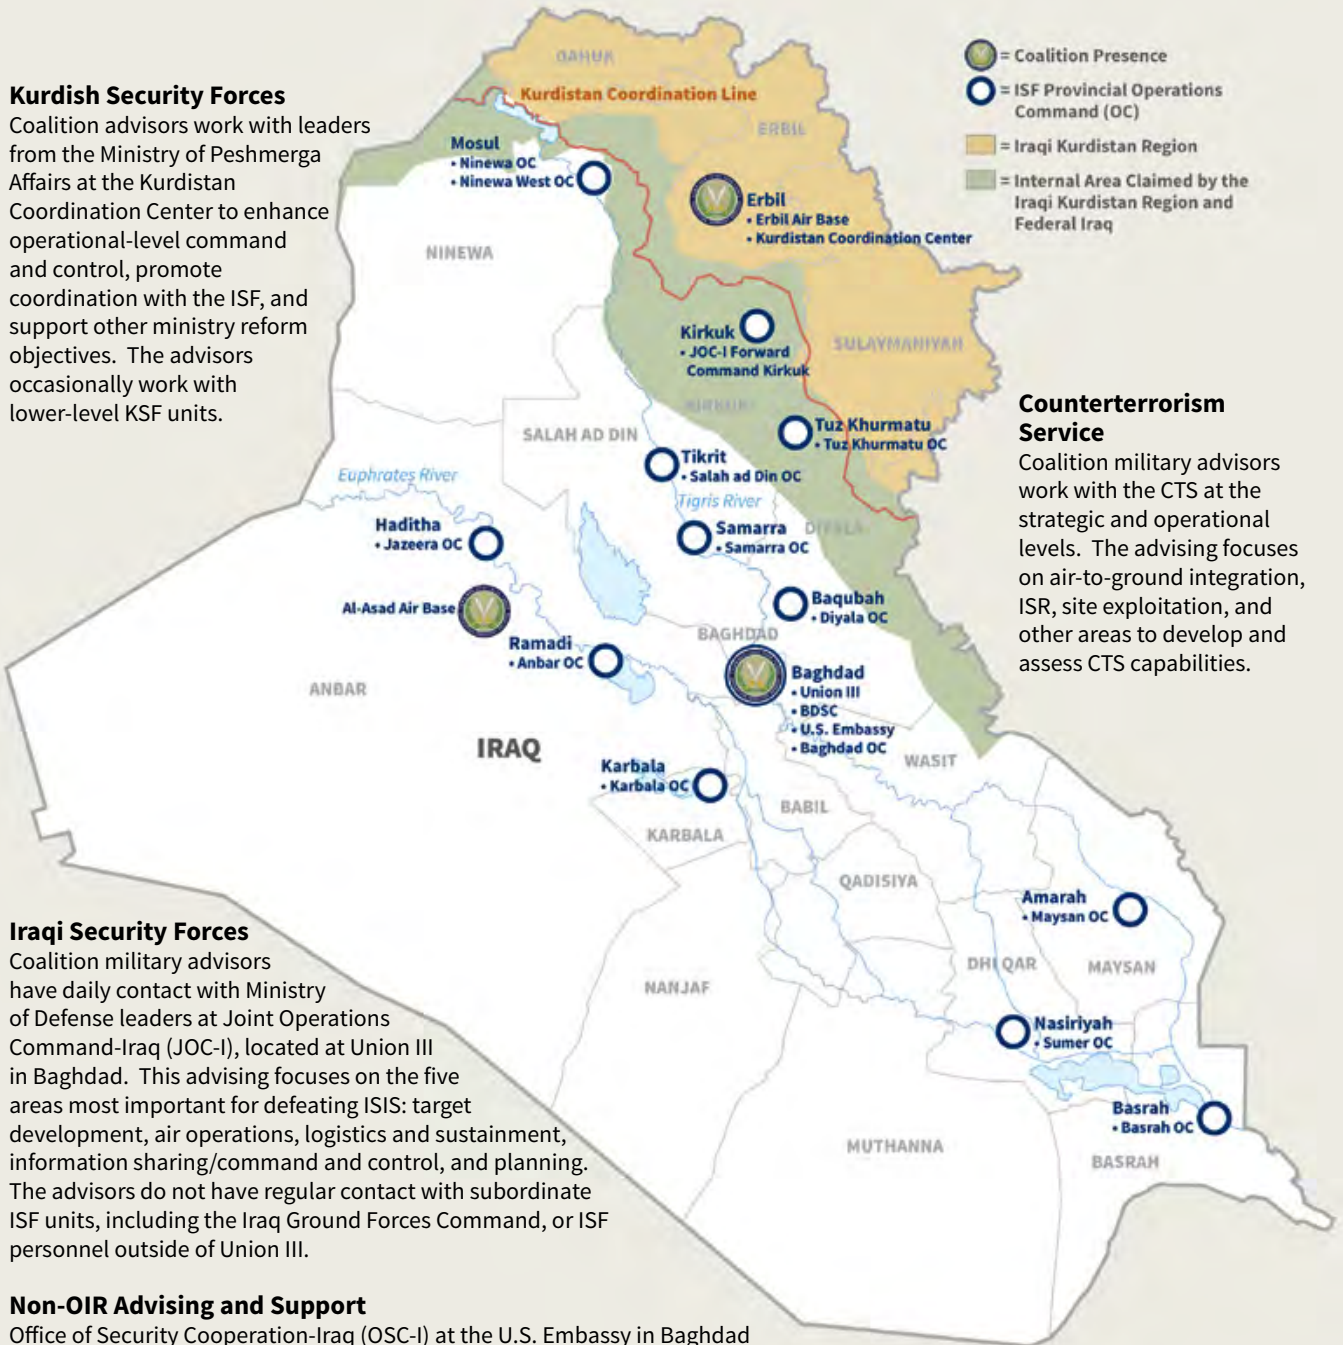 Kurdish Security Forces
Coalition advisors work with leaders
from the Ministry of Peshmerga
Affairs at the Kurdistan
Coordination Center to enhance
operational-level command
and control, promote
coordination with the ISF, and
support other ministry reform
objectives. The advisors
occasionally work with
lower-level KSF units.
= Coalition Presence
= ISF Provincial Operations
Command (OC)
= Iraqi Kurdistan Region
= Internal Area Claimed by the
Iraqi Kurdistan Region and
Federal Iraq
DAHUK
Kurdistan Coordination Line
ERBIL
Mosul
• Ninewa OC
• Ninewa West OC
Erbil
• Erbil Air Base
• Kurdistan Coordination Center
NINEWA
Kirkuk
• JOC-I Forward
Command Kirkuk
SULAYMANIYAH
KIRKUK
Tuz Khurmatu
• Tuz Khurmatu OC
SALAH AD DIN
Tikrit
• Salah ad Din OC
Euphrates River
Tigris River
Haditha
• Jazeera OC
Samarra
• Samarra OC
DIYALA
Al-Asad Air Base
Baqubah
• Diyala OC
Ramadi
• Anbar OC
BAGHDAD
Baghdad
• Union III
• BDSC
• U.S. Embassy
• Baghdad OC
ANBAR
IRAQ
WASIT
Karbala
• Karbala OC
BABIL
KARBALA
QADISIYA
Amarah
• Maysan OC
DHI QAR
MAYSAN
NANJAF
Nasiriyah
• Sumer OC
Basrah
• Basrah OC
MUTHANNA
BASRAH
Counterterrorism
Service
Coalition military advisors
work with the CTS at the
strategic and operational
levels. The advising focuses
on air-to-ground integration,
ISR, site exploitation, and
other areas to develop and
assess CTS capabilities.
Iraqi Security Forces
Coalition military advisors
have daily contact with Ministry
of Defense leaders at Joint Operations
Command-Iraq (JOC-I), located at Union III
in Baghdad. This advising focuses on the five
areas most important for defeating ISIS: target
development, air operations, logistics and sustainment,
information sharing/command and control, and planning.
The advisors do not have regular contact with subordinate
ISF units, including the Iraq Ground Forces Command, or ISF
personnel outside of Union III.
Non-OIR Advising and Support
Office of Security Cooperation-Iraq (OSC-I) at the U.S. Embassy in Baghdad